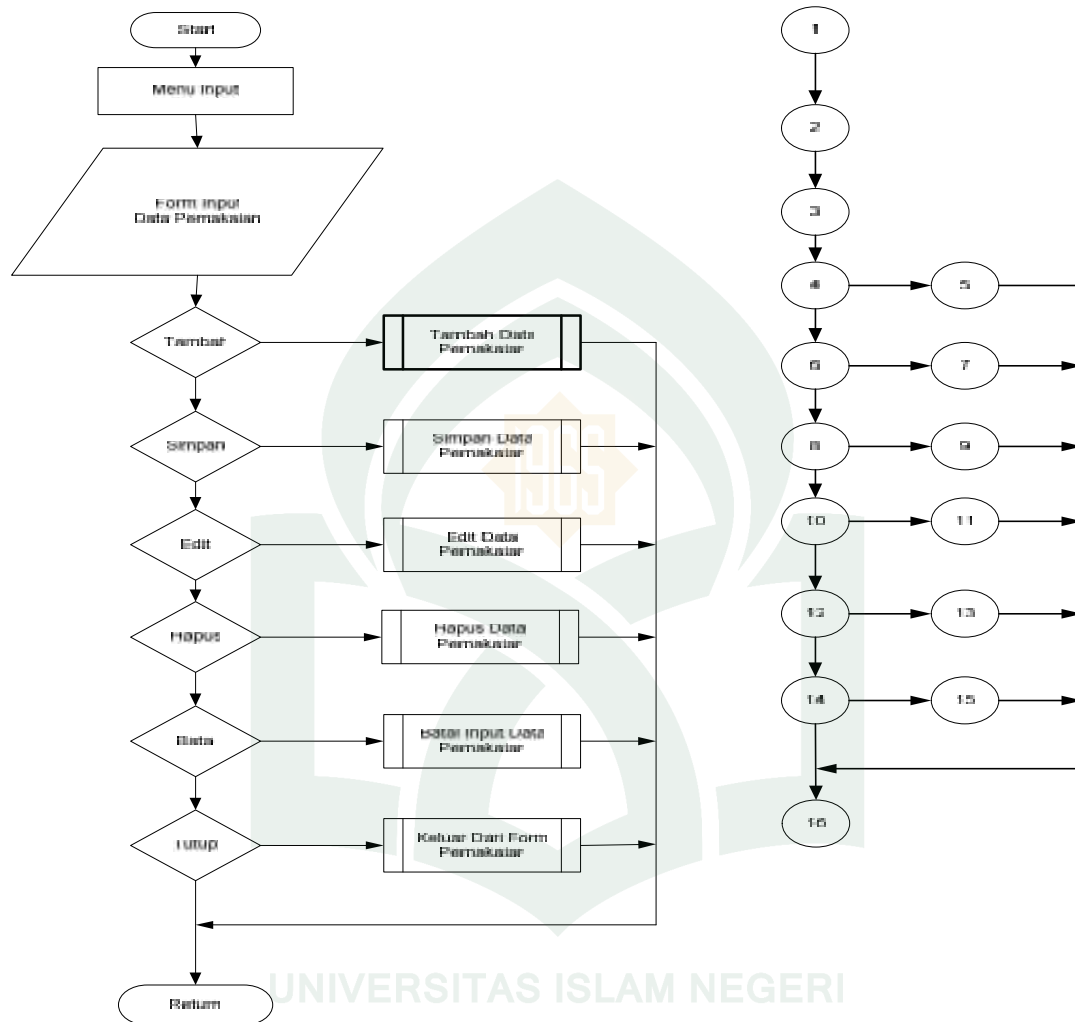 Start
Menu Input
Form Input
Data Pemakaian
Tambah
Tambah Data
Pemakaian
Simpan
Simpan Data
Pemakaian
Edit
Edit Data
Pemakaian
Hapus
Hapus Data
Pemakaian
Batal
Batal Input Data
Pemakaian
Tutup
Keluar Dari Form
Pemakaian
Return
1
2
3
4
5
6
7
8
9
10
11
12
13
14
15
16
1965
UNIVERSITAS ISLAM NEGERI